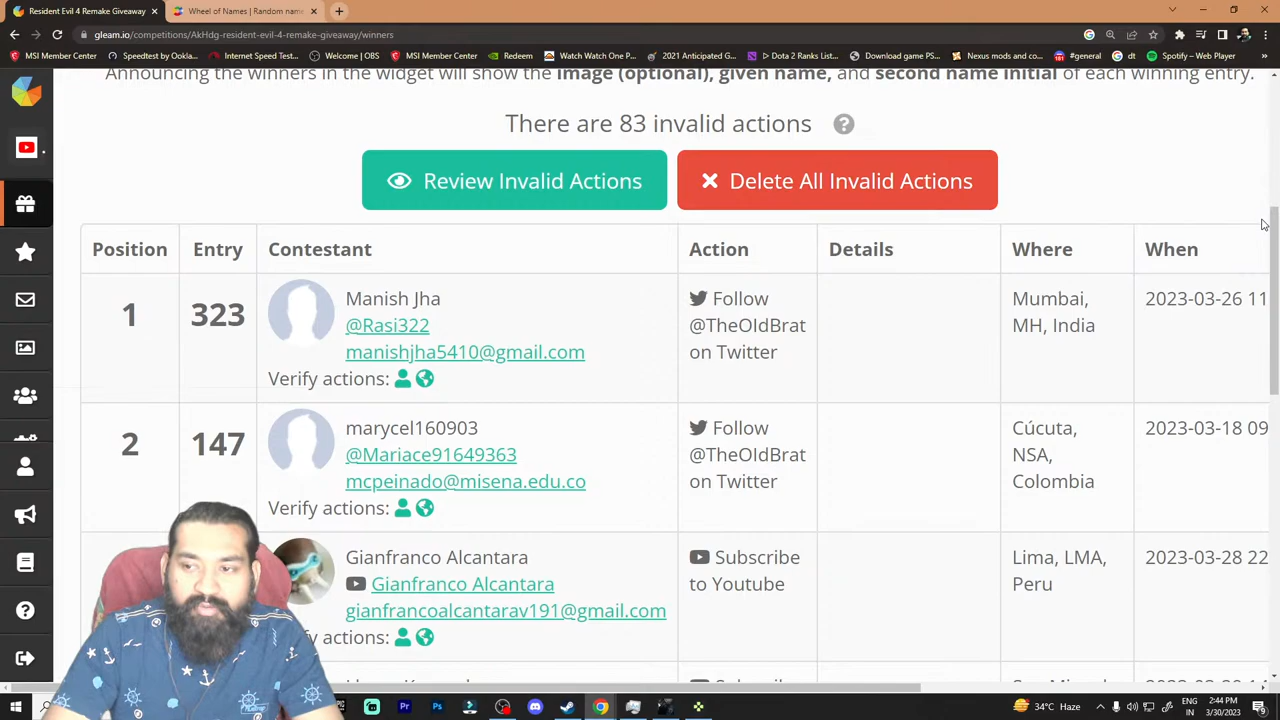 Resident Evil 4 Remake Giveaway
Wheel of Names | Random name
gleam.io/competitions/AkHdg-resident-evil-4-remake-giveaway/winners
MSI Member Center
Speedtest by Ookla...
Internet Speed Test...
Welcome | OBS
MSI Member Center
Redeem
Watch Watch One P...
2021 Anticipated G...
▷ Dota 2 Ranks List...
Download game PS...
Nexus mods and co...
#general
dt
Spotify - Web Player
Announcing the winners in the widget will show the image (optional), given name, and second name initial of each winning entry.
There are 83 invalid actions
Review Invalid Actions
Delete All Invalid Actions
Position Entry Contestant Action Details Where When
1 323 Manish Jha Follow Mumbai, 2023-03-26 11
@Rasi322 @TheOldBrat MH, India
manishjha5410@gmail.com on Twitter
Verify actions:
2 147 marycel160903 Follow Cúcuta, 2023-03-18 09
@Mariace91649363 @TheOldBrat NSA,
mcpeinado@misena.edu.co on Twitter Colombia
Verify actions:
Gianfranco Alcantara Subscribe Lima, LMA, 2023-03-28 22
Gianfranco Alcantara to Youtube Peru
gianfrancoalcantarav191@gmail.com
fy actions:
34°C Haze
ENG
IN
2:44 PM
3/30/2023